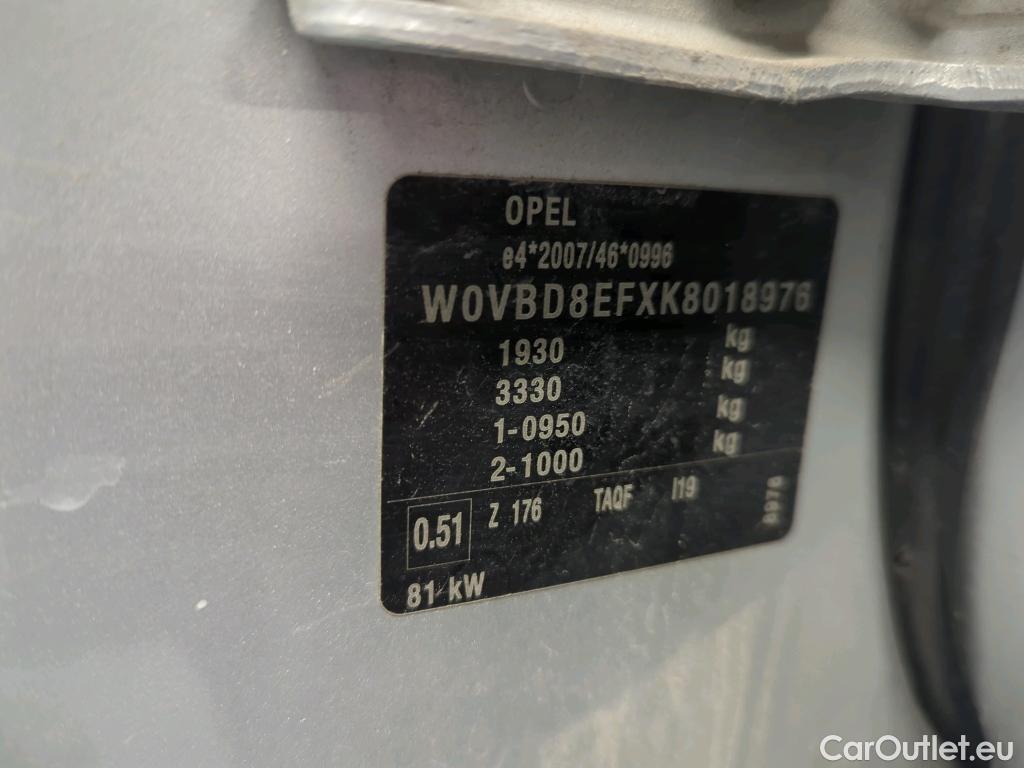 OPEL
e4*2007/46*0996
W0VBD8EFXK8018976
1930 kg
3330 kg
1-0950 kg
2-1000 kg
0.51 Z 176 TAQF I19 8976
81 kW
CarOutlet.eu